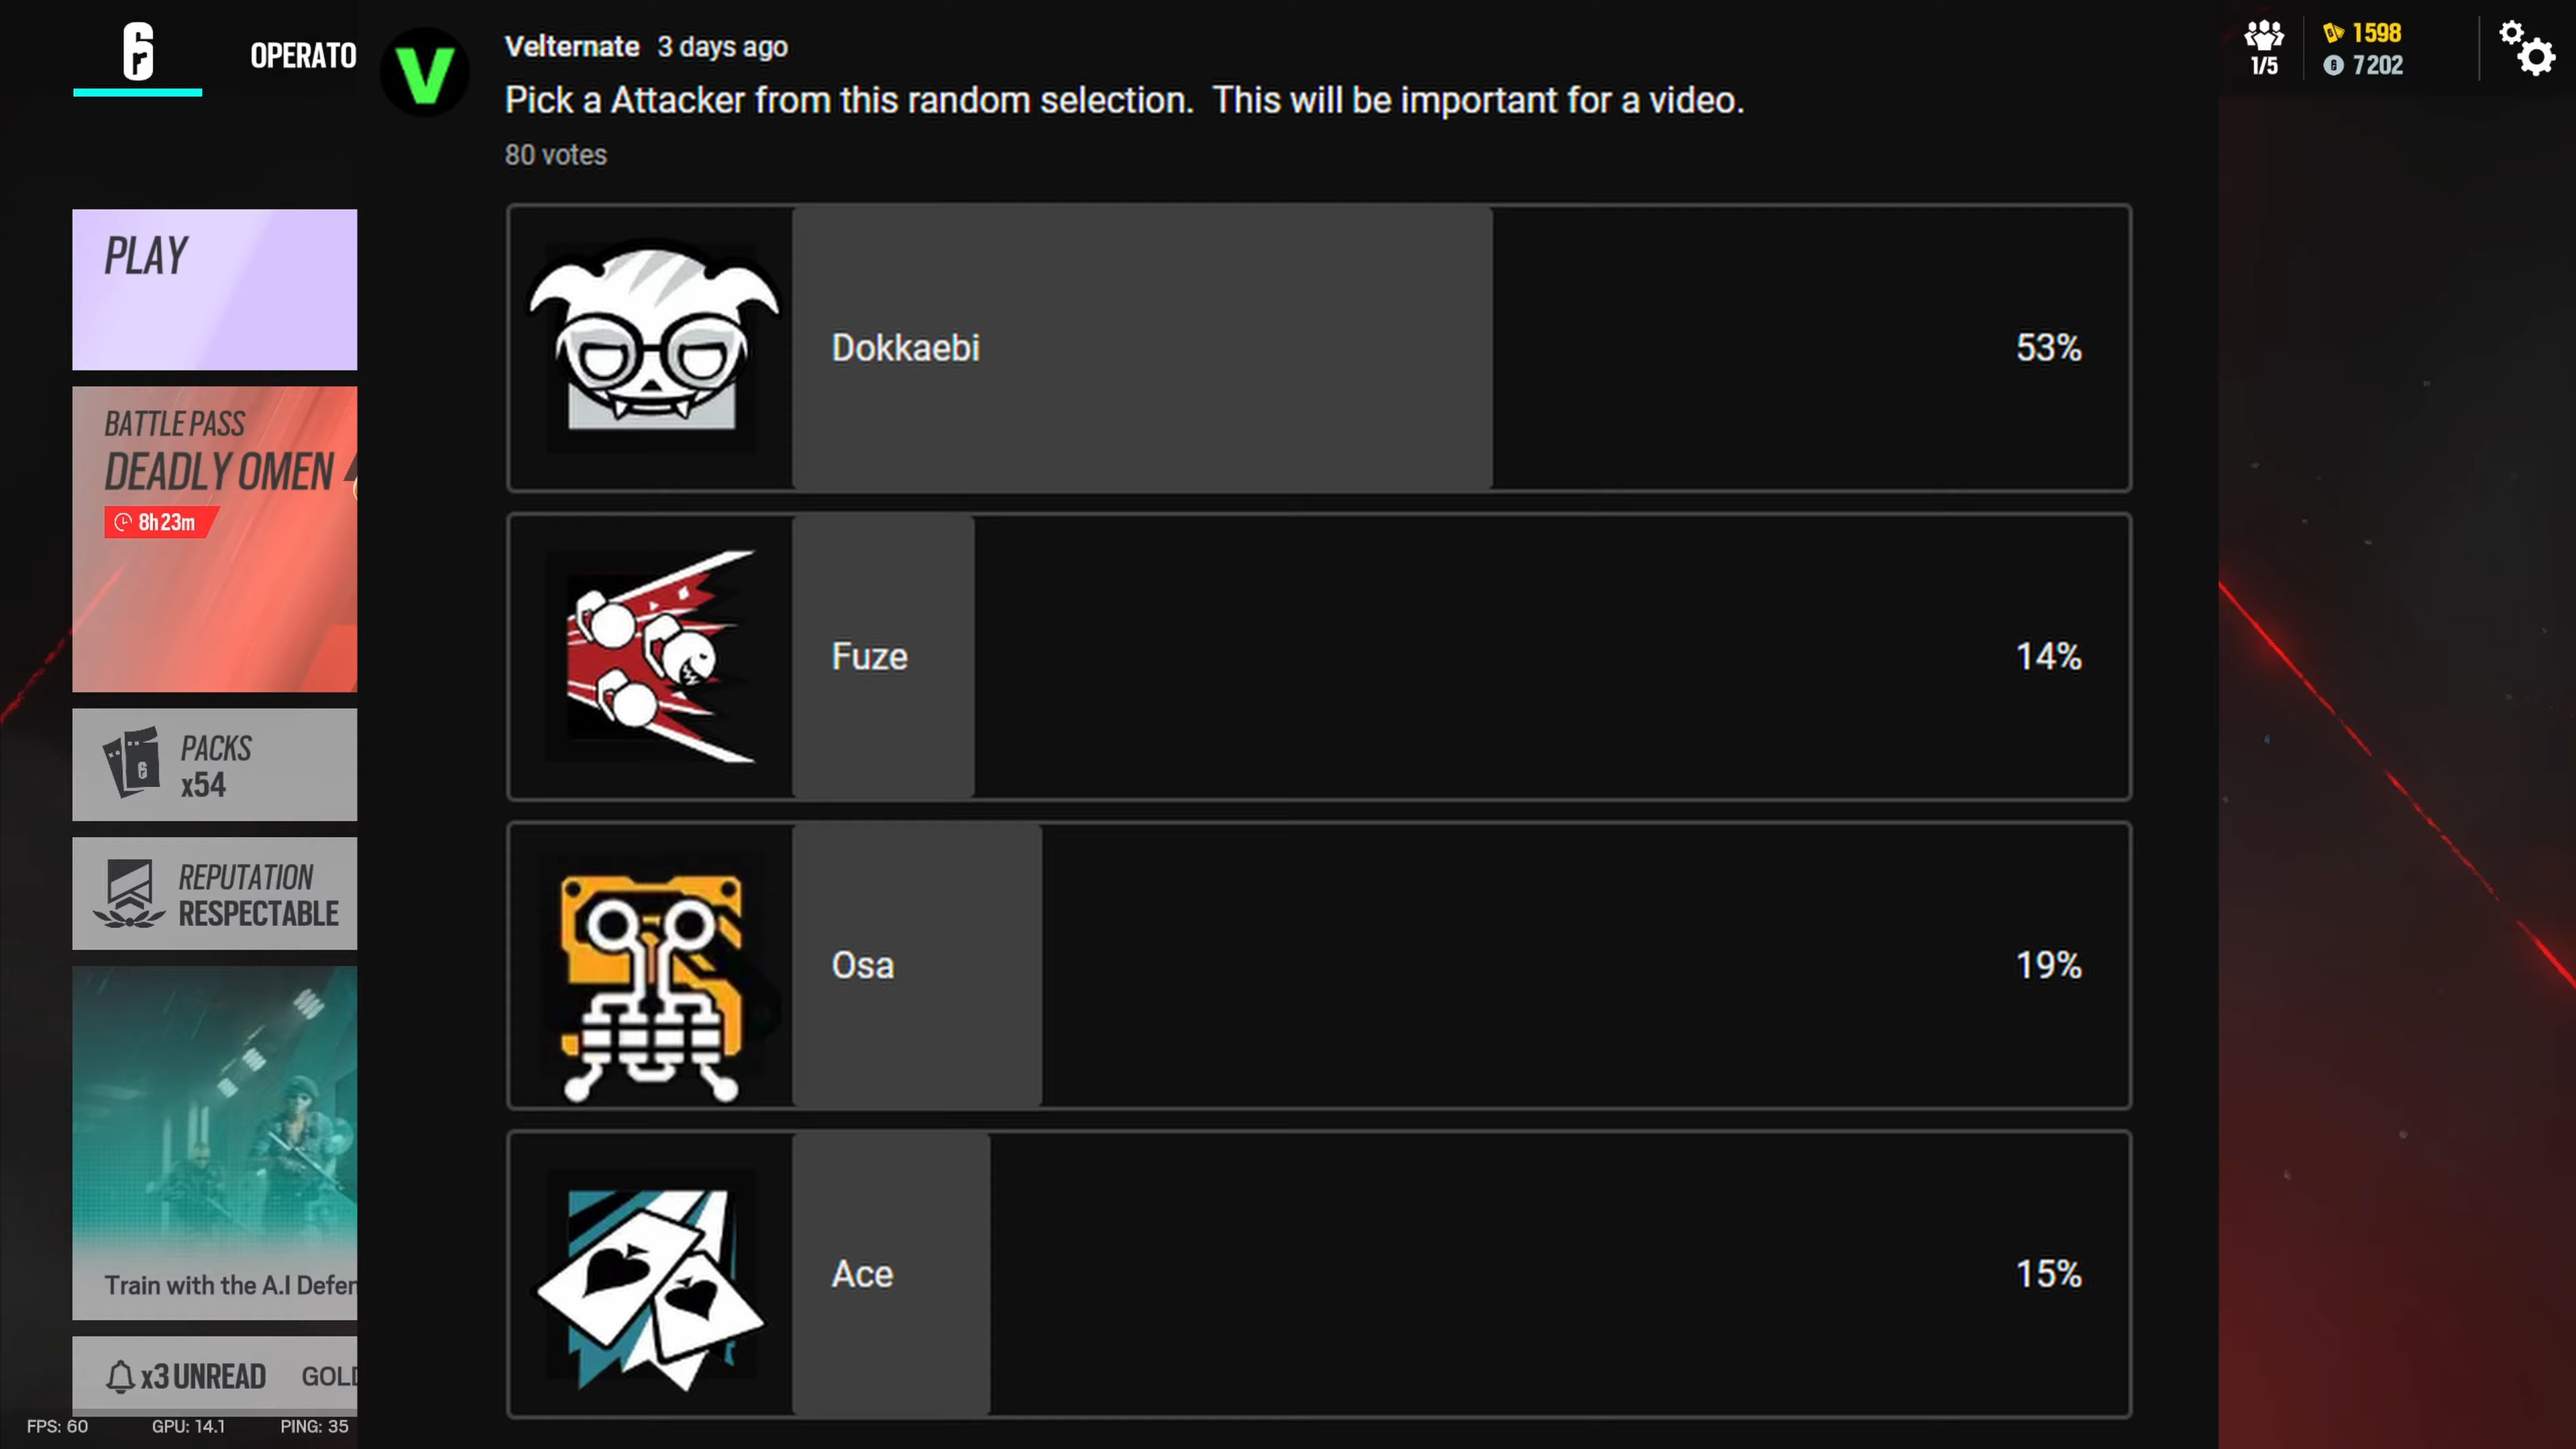 OPERATO
1/5
1598
7202
Velternate 3 days ago
Pick a Attacker from this random selection. This will be important for a video.
80 votes
PLAY
BATTLE PASS
DEADLY OMEN
8h 23m
PACKS
x54
REPUTATION
RESPECTABLE
Train with the A.I Defen
x3 UNREAD GOLD
FPS: 60 GPU: 14.1 PING: 35
Dokkaebi 53%
Fuze 14%
Osa 19%
Ace 15%